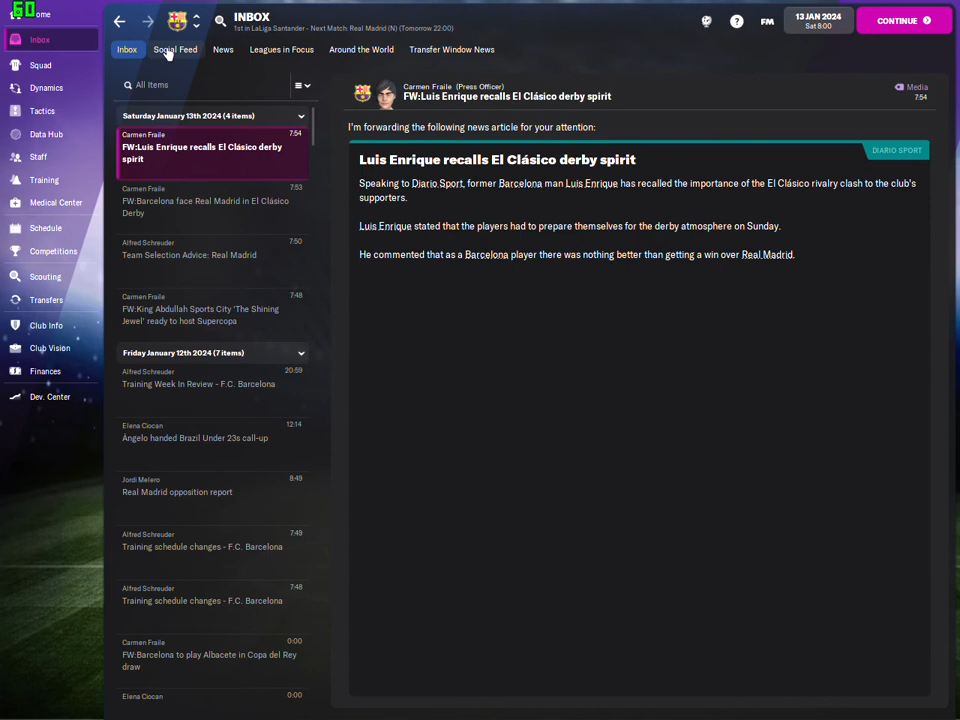 60
ome
Inbox
Squad
Dynamics
Tactics
Data Hub
Staff
Training
Medical Center
Schedule
Competitions
Scouting
Transfers
Club Info
Club Vision
Finances
Dev. Center
INBOX
1st in LaLiga Santander - Next Match: Real Madrid (N) (Tomorrow 22:00)
?
FM
13 JAN 2024
Sat 8:00
CONTINUE
Inbox
Social Feed
News
Leagues in Focus
Around the World
Transfer Window News
All Items
Saturday January 13th 2024 (4 items)
Carmen Fraile 7:54
FW:Luis Enrique recalls El Clásico derby
spirit
Carmen Fraile 7:53
FW:Barcelona face Real Madrid in El Clásico
Derby
Alfred Schreuder 7:50
Team Selection Advice: Real Madrid
Carmen Fraile 7:48
FW:King Abdullah Sports City 'The Shining
Jewel' ready to host Supercopa
Friday January 12th 2024 (7 items)
Alfred Schreuder 20:59
Training Week In Review - F.C. Barcelona
Elena Ciocan 12:14
Ângelo handed Brazil Under 23s call-up
Jordi Melero 8:49
Real Madrid opposition report
Alfred Schreuder 7:49
Training schedule changes - F.C. Barcelona
Alfred Schreuder 7:48
Training schedule changes - F.C. Barcelona
Carmen Fraile 0:00
FW:Barcelona to play Albacete in Copa del Rey
draw
Elena Ciocan 0:00
Carmen Fraile (Press Officer)
FW:Luis Enrique recalls El Clásico derby spirit
Media
7:54
I'm forwarding the following news article for your attention:
DIARIO SPORT
Luis Enrique recalls El Clásico derby spirit
Speaking to Diario Sport, former Barcelona man Luis Enrique has recalled the importance of the El Clásico rivalry clash to the club's
supporters.
Luis Enrique stated that the players had to prepare themselves for the derby atmosphere on Sunday.
He commented that as a Barcelona player there was nothing better than getting a win over Real Madrid.